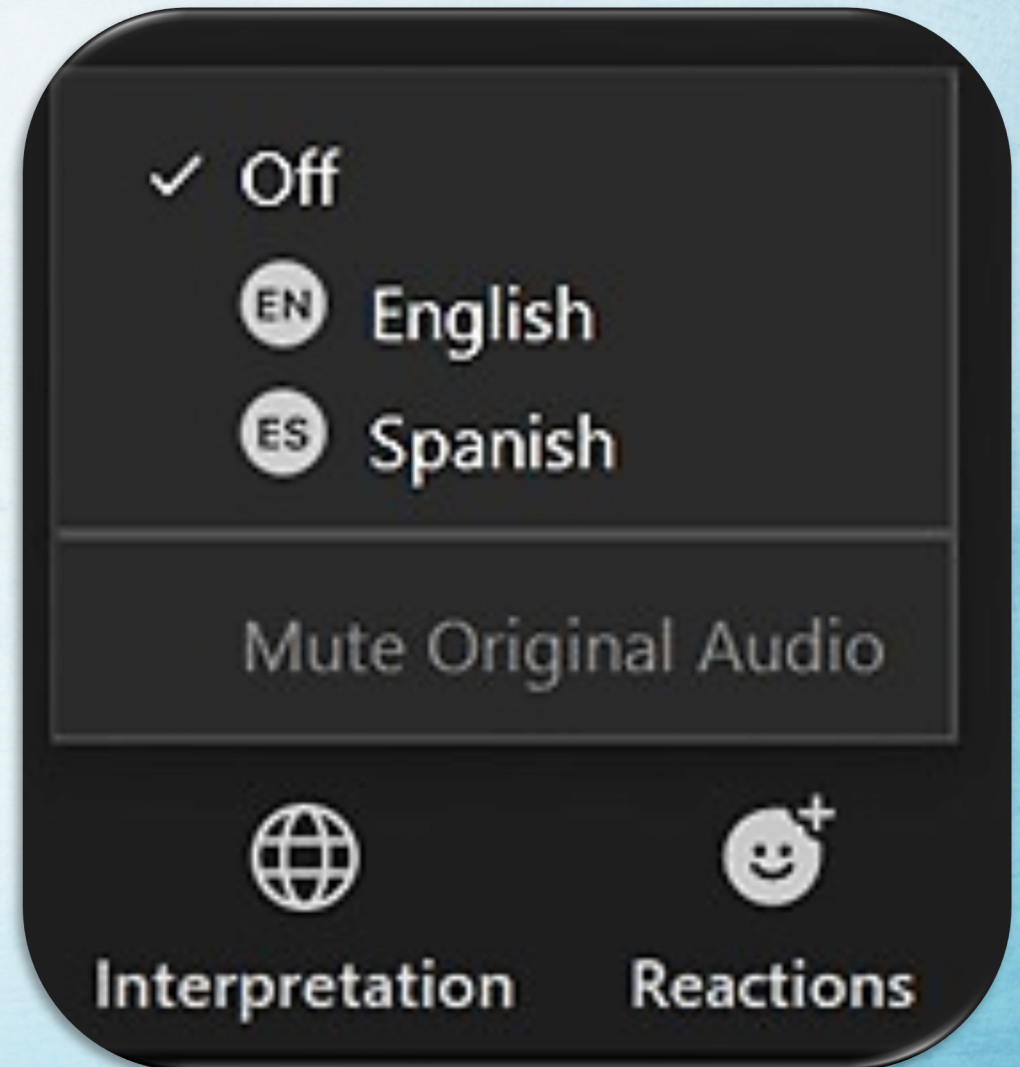 Off
EN English
ES Spanish
Mute Original Audio
Interpretation Reactions